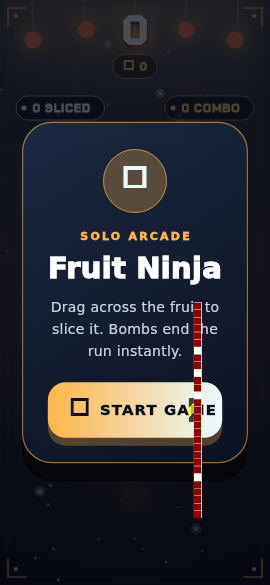 0
0
0 SLICED
0 COMBO
SOLO ARCADE
Fruit Ninja
Drag across the fruit to
slice it. Bombs end the
run instantly.
START GAME